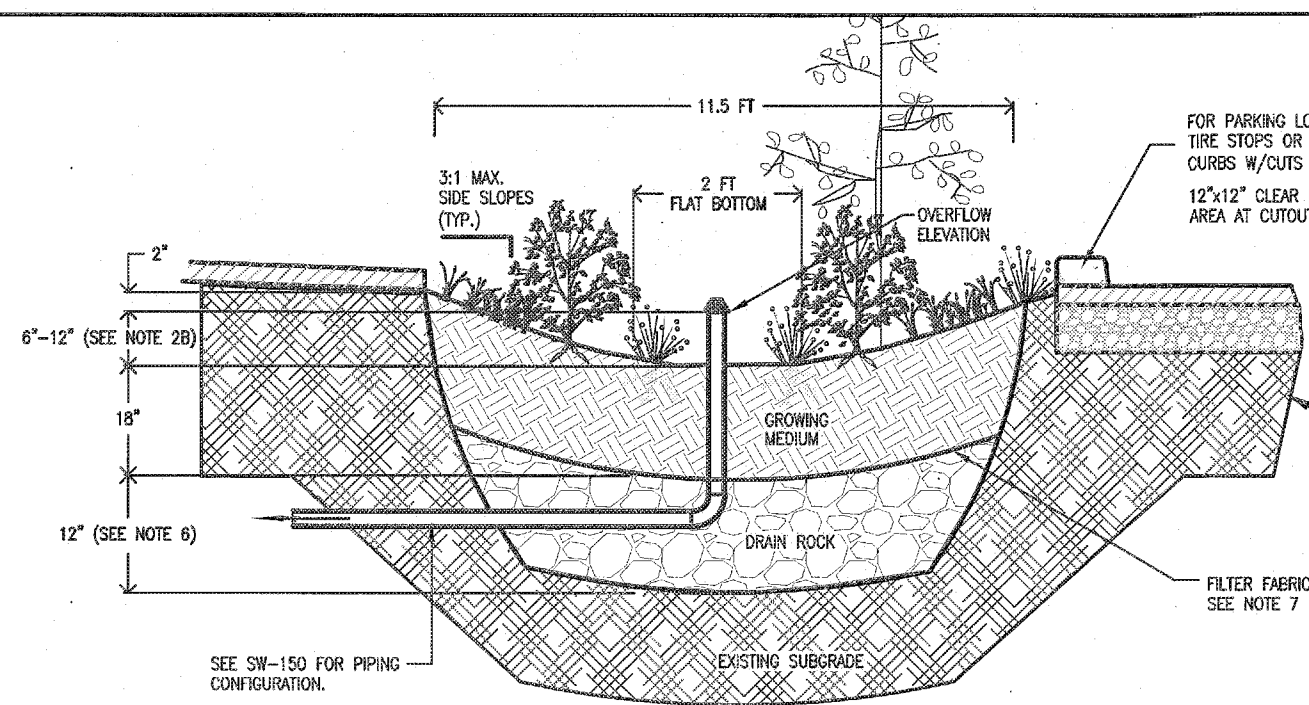 11.5 FT
FOR PARKING LO
TIRE STOPS OR
CURBS W/CUTS
12"x12" CLEAR
AREA AT CUTOUT
3:1 MAX.
SIDE SLOPES
(TYP.)
2 FT
FLAT BOTTOM
OVERFLOW
ELEVATION
2"
6"-12" (SEE NOTE 2B)
18"
GROWING
MEDIUM
12" (SEE NOTE 6)
DRAIN ROCK
FILTER FABRIC
SEE NOTE 7
SEE SW-150 FOR PIPING
CONFIGURATION.
EXISTING SUBGRADE